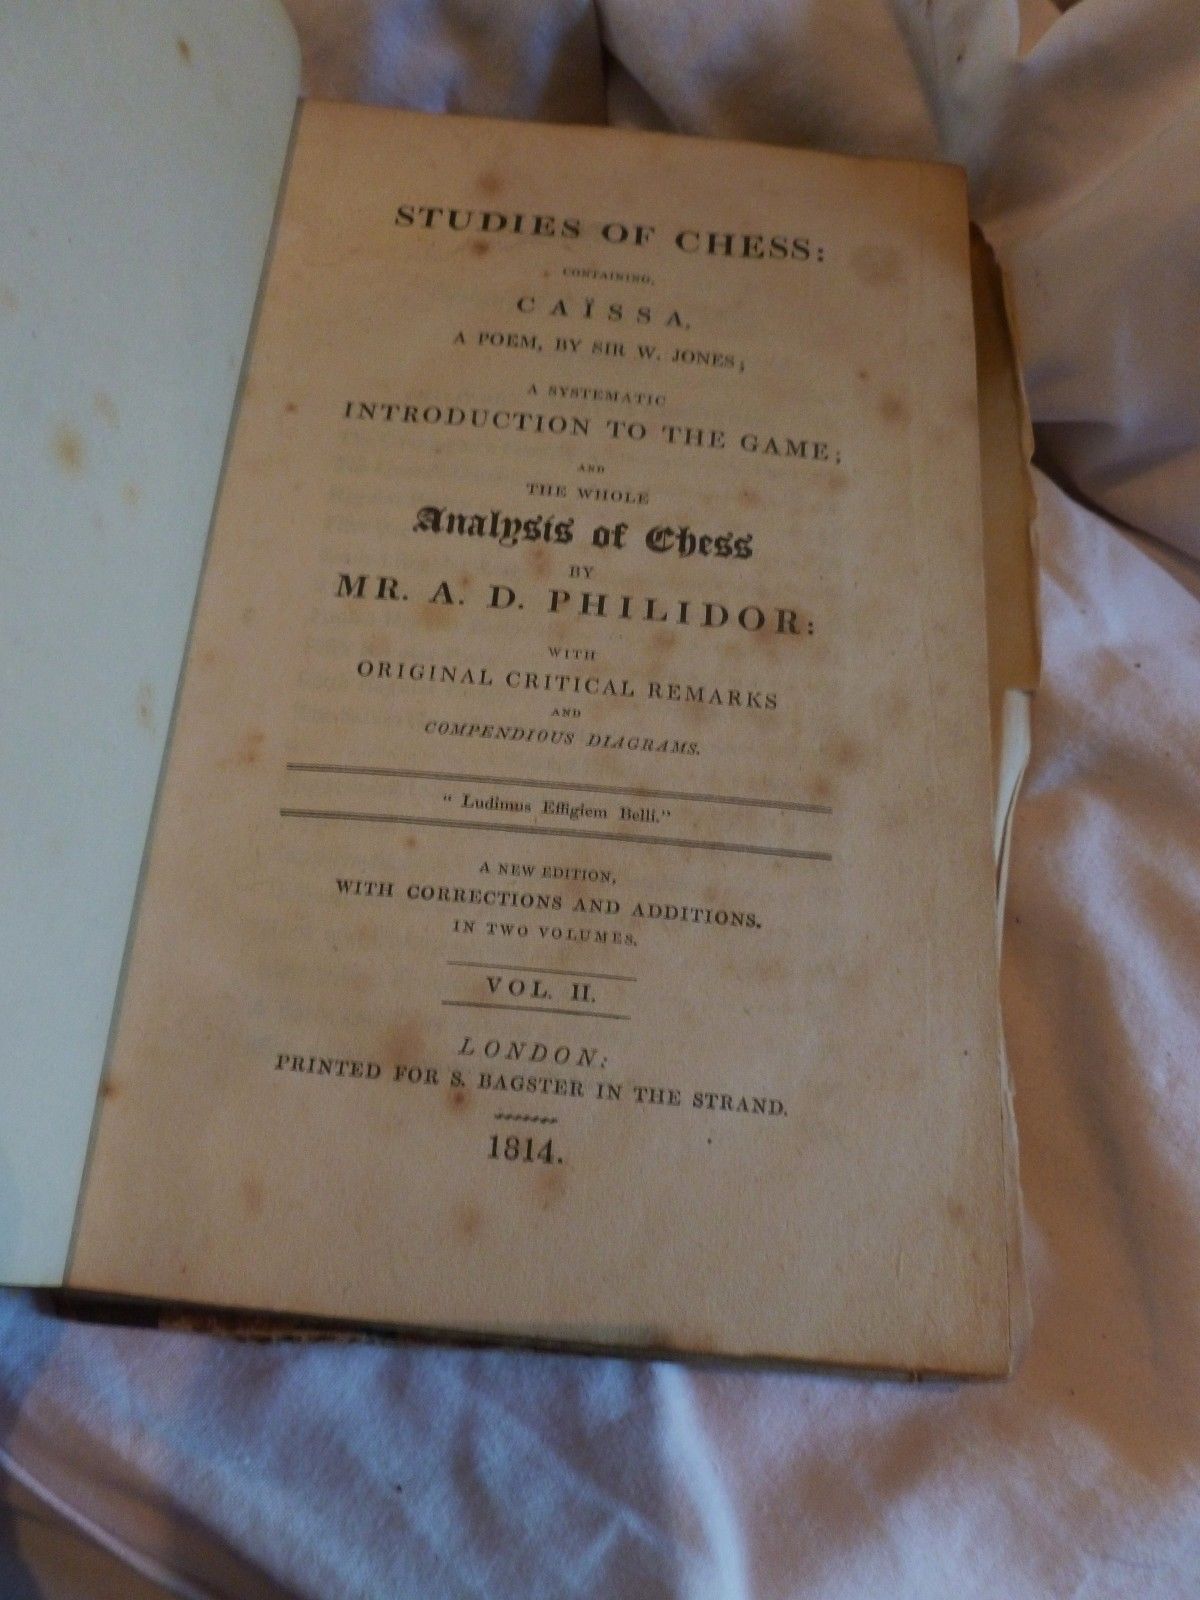 STUDIES OF CHESS:
CONTAINING,
CAÏSSA,
A POEM, BY SIR W. JONES;
A SYSTEMATIC
INTRODUCTION TO THE GAME;
AND
THE WHOLE
Analysis of Chess
BY
MR. A. D. PHILIDOR:
WITH
ORIGINAL CRITICAL REMARKS
AND
COMPENDIOUS DIAGRAMS.
“ Ludimus Effigiem Belli.”
A NEW EDITION,
WITH CORRECTIONS AND ADDITIONS.
IN TWO VOLUMES.
VOL. II.
LONDON:
PRINTED FOR S. BAGSTER IN THE STRAND.
1814.